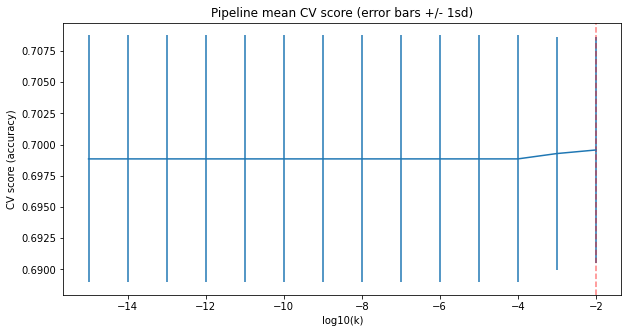 Pipeline mean CV score (error bars +/- 1sd)
0.7075
0.7050
0.7025
0.7000
0.6975
0.6950
0.6925
0.6900
CV score (accuracy)
−14 −12 −10 −8 −6 −4 −2
log10(k)